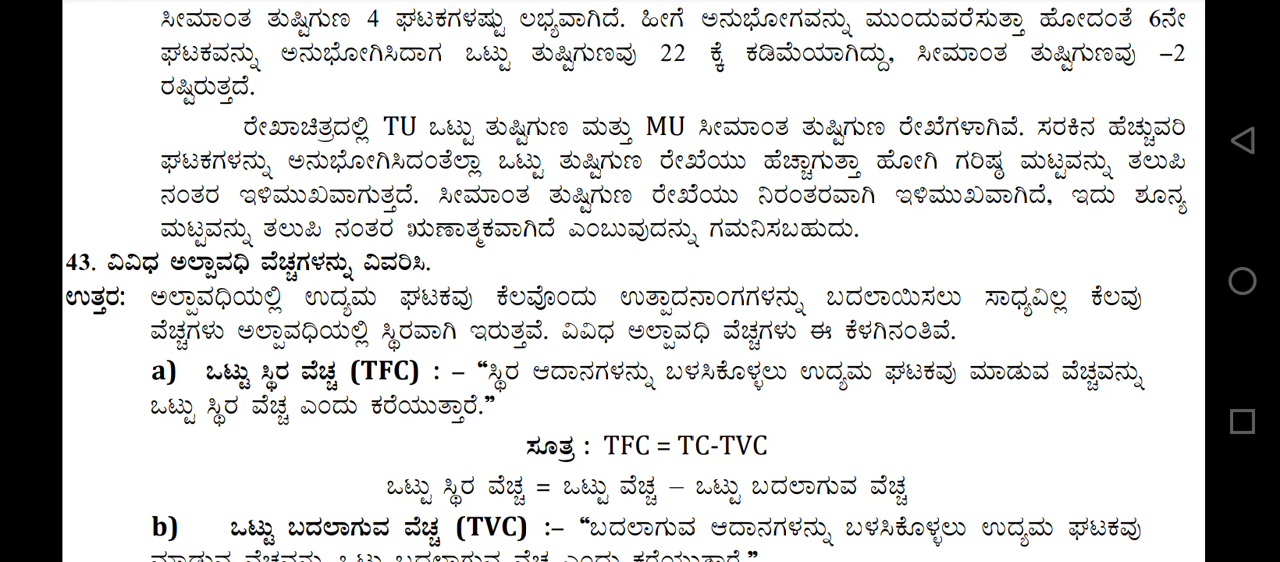 ಸೀಮಾಂತ ತುಷ್ಟಿಗುಣ 4 ಘಟಕಗಳಷ್ಟು ಲಭ್ಯವಾಗಿದೆ. ಹೀಗೆ ಅನುಭೋಗವನ್ನು ಮುಂದುವರೆಸುತ್ತಾ ಹೋದಂತೆ 6ನೇ
ಘಟಕವನ್ನು ಅನುಭೋಗಿಸಿದಾಗ ಒಟ್ಟು ತುಷ್ಟಿಗುಣವು 22 ಕ್ಕೆ ಕಡಿಮೆಯಾಗಿದ್ದು, ಸೀಮಾಂತ ತುಷ್ಟಿಗುಣವು –2
ರಷ್ಟಿರುತ್ತದೆ.
ರೇಖಾಚಿತ್ರದಲ್ಲಿ TU ಒಟ್ಟು ತುಷ್ಟಿಗುಣ ಮತ್ತು MU ಸೀಮಾಂತ ತುಷ್ಟಿಗುಣ ರೇಖೆಗಳಾಗಿವೆ. ಸರಕಿನ ಹೆಚ್ಚುವರಿ
ಘಟಕಗಳನ್ನು ಅನುಭೋಗಿಸಿದಂತೆಲ್ಲಾ ಒಟ್ಟು ತುಷ್ಟಿಗುಣ ರೇಖೆಯು ಹೆಚ್ಚಾಗುತ್ತಾ ಹೋಗಿ ಗರಿಷ್ಠ ಮಟ್ಟವನ್ನು ತಲುಪಿ
ನಂತರ ಇಳಿಮುಖವಾಗುತ್ತದೆ. ಸೀಮಾಂತ ತುಷ್ಟಿಗುಣ ರೇಖೆಯು ನಿರಂತರವಾಗಿ ಇಳಿಮುಖವಾಗಿದೆ, ಇದು ಶೂನ್ಯ
ಮಟ್ಟವನ್ನು ತಲುಪಿ ನಂತರ ಋಣಾತ್ಮಕವಾಗಿದೆ ಎಂಬುವುದನ್ನು ಗಮನಿಸಬಹುದು.
43. ವಿವಿಧ ಅಲ್ಪಾವಧಿ ವೆಚ್ಚಗಳನ್ನು ವಿವರಿಸಿ.
ಉತ್ತರ: ಅಲ್ಪಾವಧಿಯಲ್ಲಿ ಉದ್ಯಮ ಘಟಕವು ಕೆಲವೊಂದು ಉತ್ಪಾದನಾಂಗಗಳನ್ನು ಬದಲಾಯಿಸಲು ಸಾಧ್ಯವಿಲ್ಲ ಕೆಲವು
ವೆಚ್ಚಗಳು ಅಲ್ಪಾವಧಿಯಲ್ಲಿ ಸ್ಥಿರವಾಗಿ ಇರುತ್ತವೆ. ವಿವಿಧ ಅಲ್ಪಾವಧಿ ವೆಚ್ಚಗಳು ಈ ಕೆಳಗಿನಂತಿವೆ.
a) ಒಟ್ಟು ಸ್ಥಿರ ವೆಚ್ಚ (TFC) : – “ಸ್ಥಿರ ಆದಾನಗಳನ್ನು ಬಳಸಿಕೊಳ್ಳಲು ಉದ್ಯಮ ಘಟಕವು ಮಾಡುವ ವೆಚ್ಚವನ್ನು
ಒಟ್ಟು ಸ್ಥಿರ ವೆಚ್ಚ ಎಂದು ಕರೆಯುತ್ತಾರೆ.”
ಸೂತ್ರ : TFC = TC-TVC
ಒಟ್ಟು ಸ್ಥಿರ ವೆಚ್ಚ = ಒಟ್ಟು ವೆಚ್ಚ – ಒಟ್ಟು ಬದಲಾಗುವ ವೆಚ್ಚ
b) ಒಟ್ಟು ಬದಲಾಗುವ ವೆಚ್ಚ (TVC) :– “ಬದಲಾಗುವ ಆದಾನಗಳನ್ನು ಬಳಸಿಕೊಳ್ಳಲು ಉದ್ಯಮ ಘಟಕವು
ಮಾಡುವ ವೆಚ್ಚವನ್ನು ಒಟ್ಟು ಬದಲಾಗುವ ವೆಚ್ಚ ಎಂದು ಕರೆಯುತ್ತಾರೆ.”